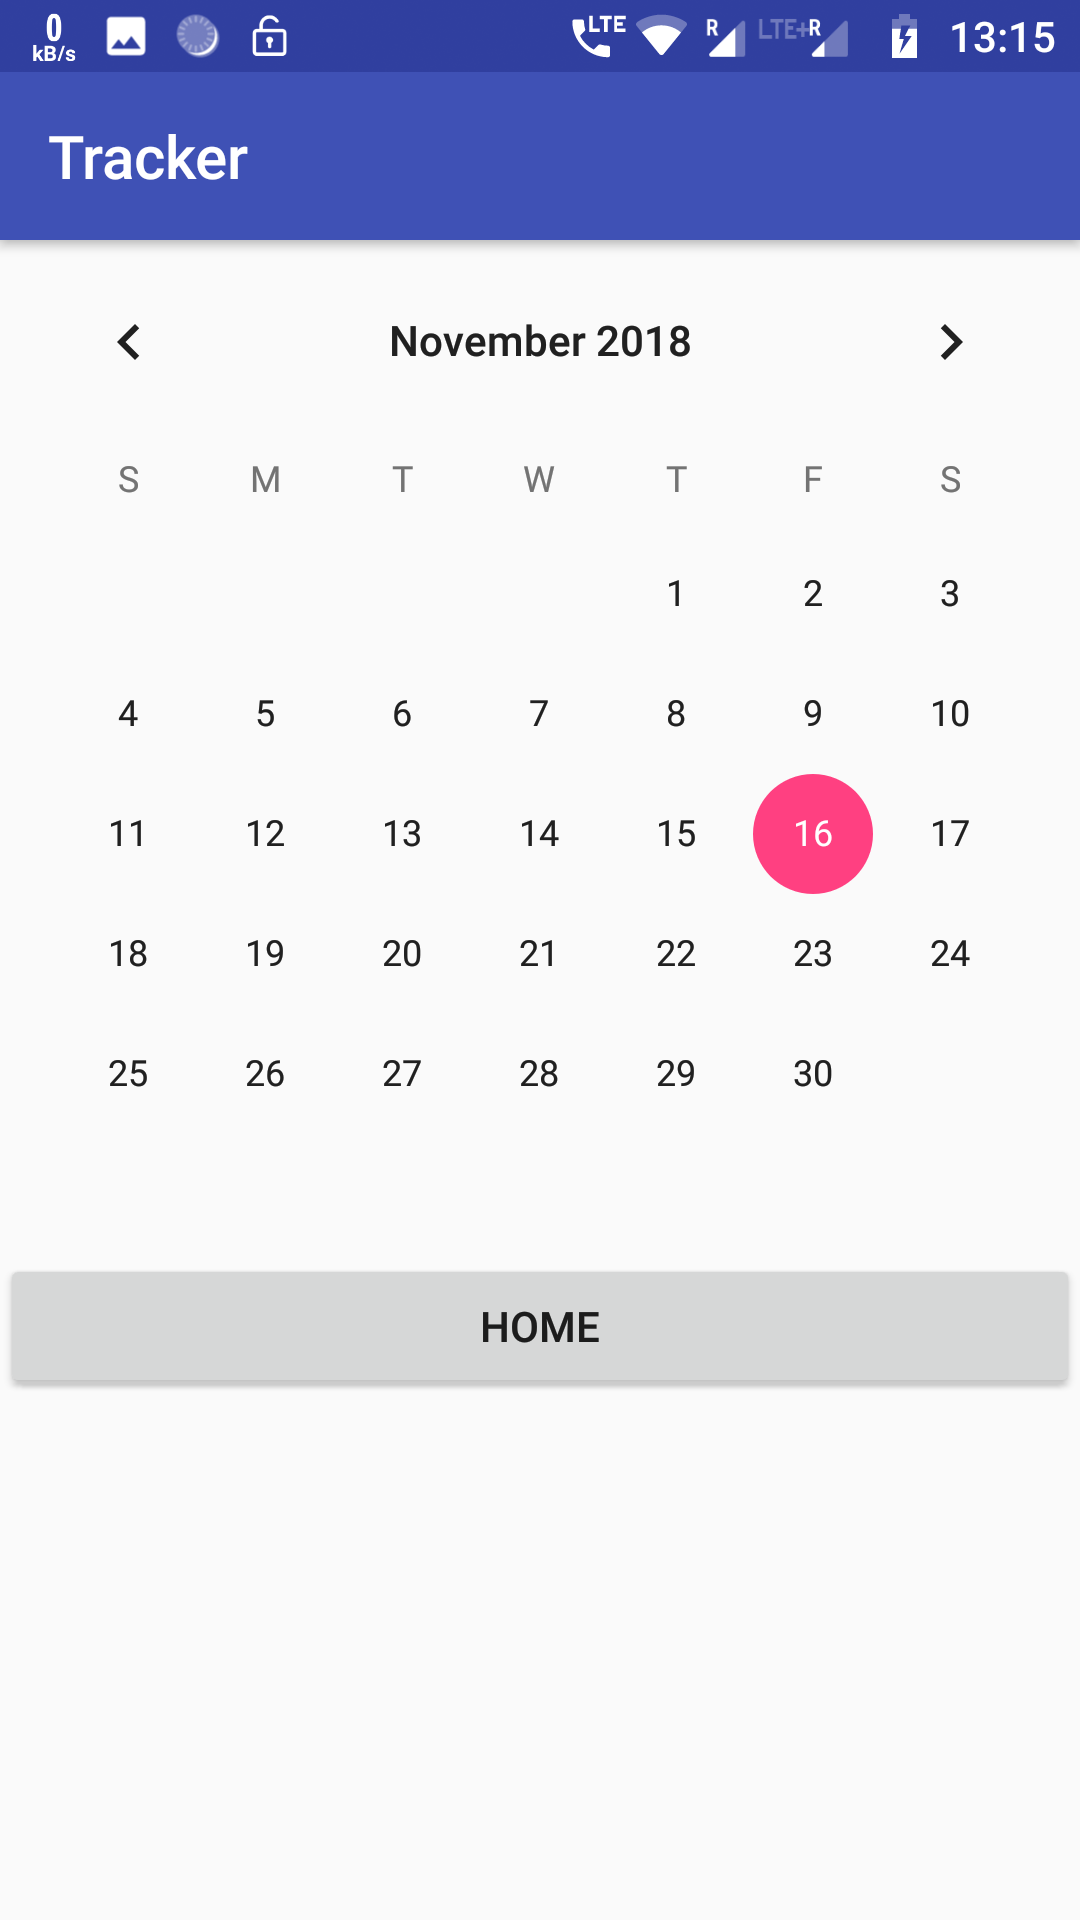 0 LTE R LTE+ R 13:15
kB/s
Tracker
November 2018
S M T W T F S
1 2 3
4 5 6 7 8 9 10
11 12 13 14 15 16 17
18 19 20 21 22 23 24
25 26 27 28 29 30
HOME